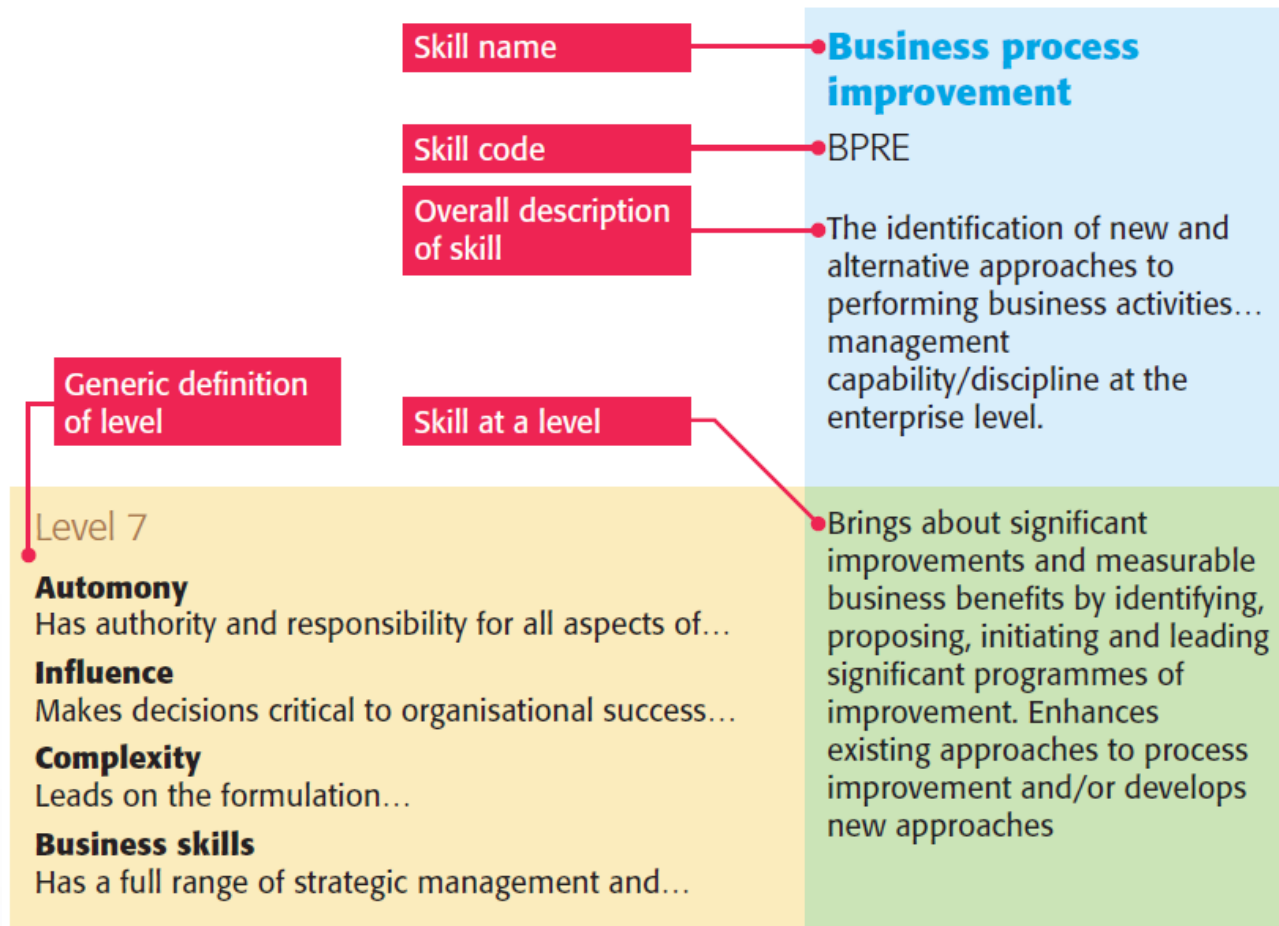 Skill name
Business process
improvement
Skill code
BPRE
Overall description
of skill
The identification of new and
alternative approaches to
performing business activities…
management
capability/discipline at the
enterprise level.
Generic definition
of level
Skill at a level
Level 7
Automony
Has authority and responsibility for all aspects of…
Influence
Makes decisions critical to organisational success…
Complexity
Leads on the formulation…
Business skills
Has a full range of strategic management and…
Brings about significant
improvements and measurable
business benefits by identifying,
proposing, initiating and leading
significant programmes of
improvement. Enhances
existing approaches to process
improvement and/or develops
new approaches